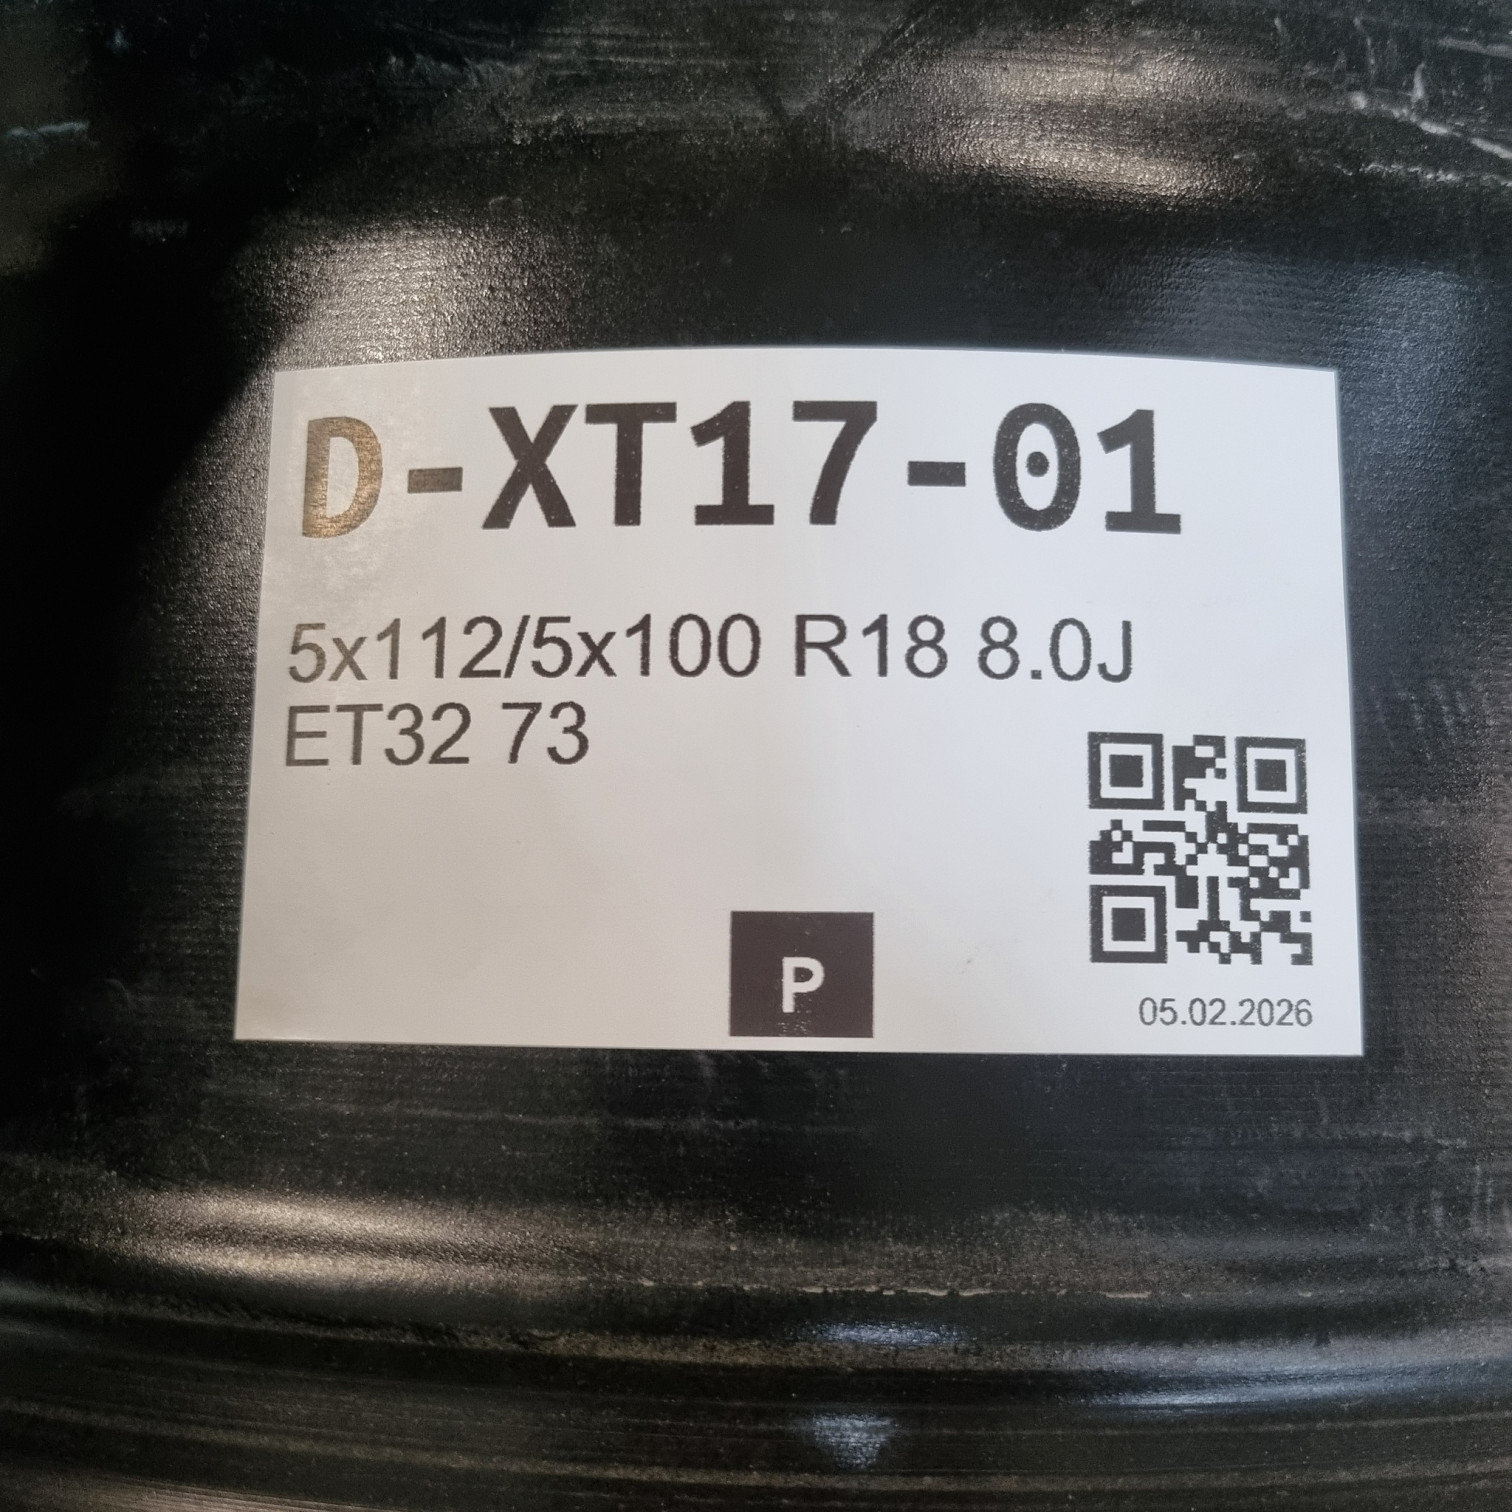 D-XT17-01
5x112/5x100 R18 8.0J
ET32 73
P
05.02.2026